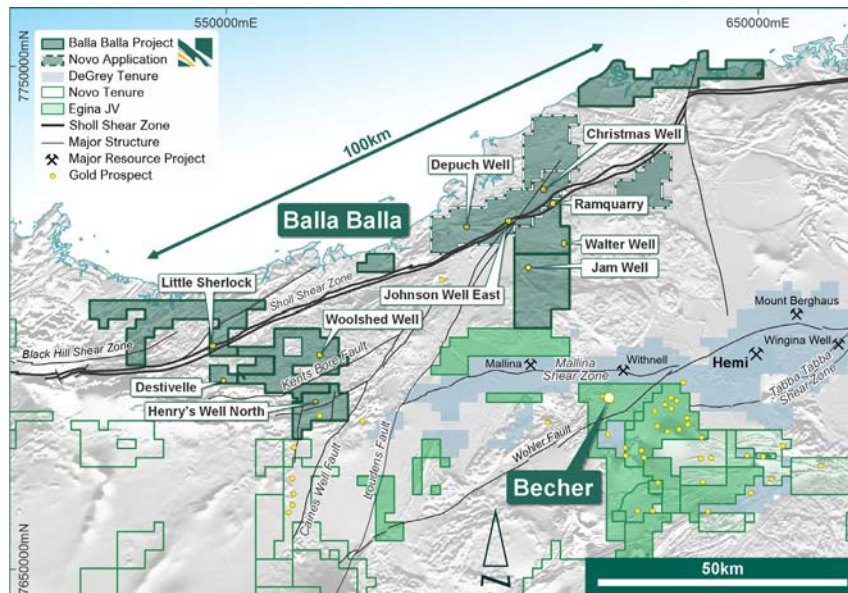 550000mE
650000mE
7750000mN
7650000mN
Balla Balla Project
Novo Application
DeGrey Tenure
Novo Tenure
Egina JV
Sholl Shear Zone
Major Structure
Major Resource Project
Gold Prospect
100km
Christmas Well
Depuch Well
Balla Balla
Ramquarry
Walter Well
Jam Well
Little Sherlock
Sholl Shear Zone
Johnson Well East
Woolshed Well
Mount Berghaus
Black Hill Shear Zone
Kents Bore Fault
Mallina
Mallina
Shear Zone
Withnell
Wingina Well
Hemi
Destivelle
Tabba Tabba
Shear Zone
Henry's Well North
Caines Well Fault
Loudens Fault
Wohler Fault
Becher
N
50km